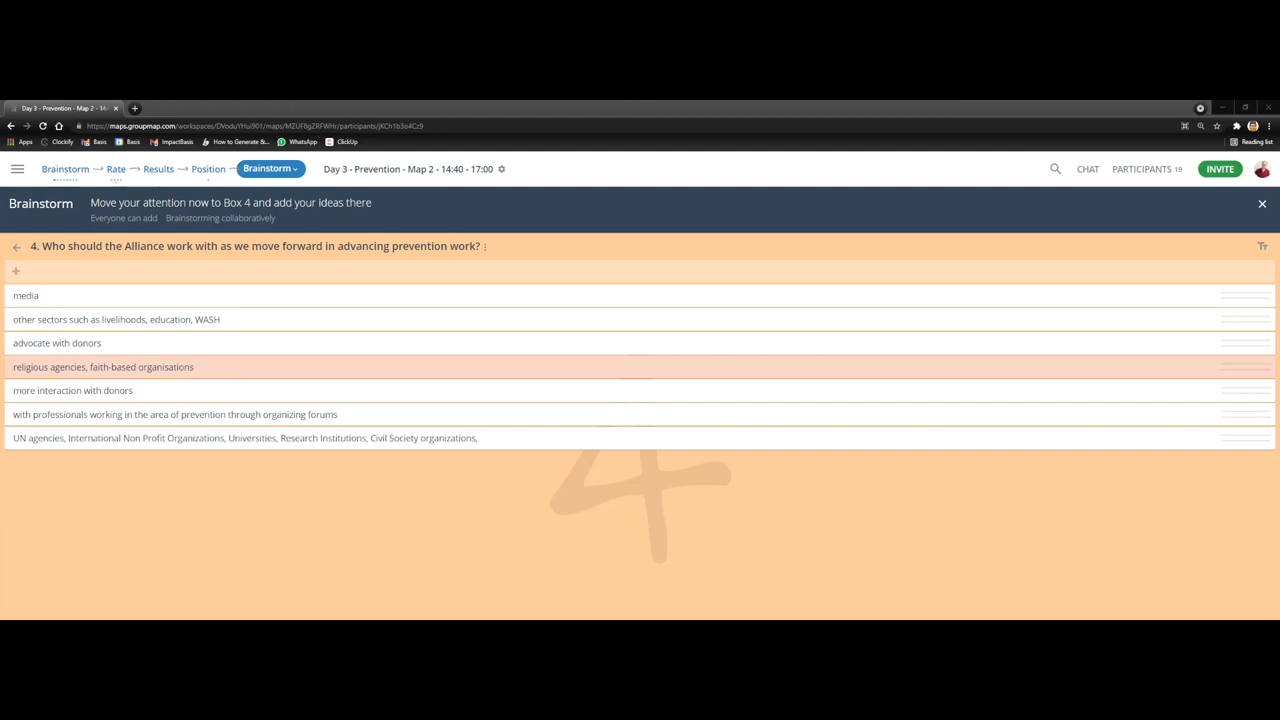 Day 3 - Prevention - Map 2 - 14:
https://maps.groupmap.com/workspaces/DVoduYHui901/maps/MZUF8gZRFWHr/participants/jKCh1b3o4Cz9
Apps Clockify Basis Basis ImpactBasis How to Generate &... WhatsApp ClickUp Reading list
Brainstorm Rate Results Position Brainstorm Day 3 - Prevention - Map 2 - 14:40 - 17:00 CHAT PARTICIPANTS 19 INVITE
Brainstorm Move your attention now to Box 4 and add your ideas there
Everyone can add Brainstorming collaboratively
4. Who should the Alliance work with as we move forward in advancing prevention work?
media
other sectors such as livelihoods, education, WASH
advocate with donors
religious agencies, faith-based organisations
more interaction with donors
with professionals working in the area of prevention through organizing forums
UN agencies, International Non Profit Organizations, Universities, Research Institutions, Civil Society organizations,
4